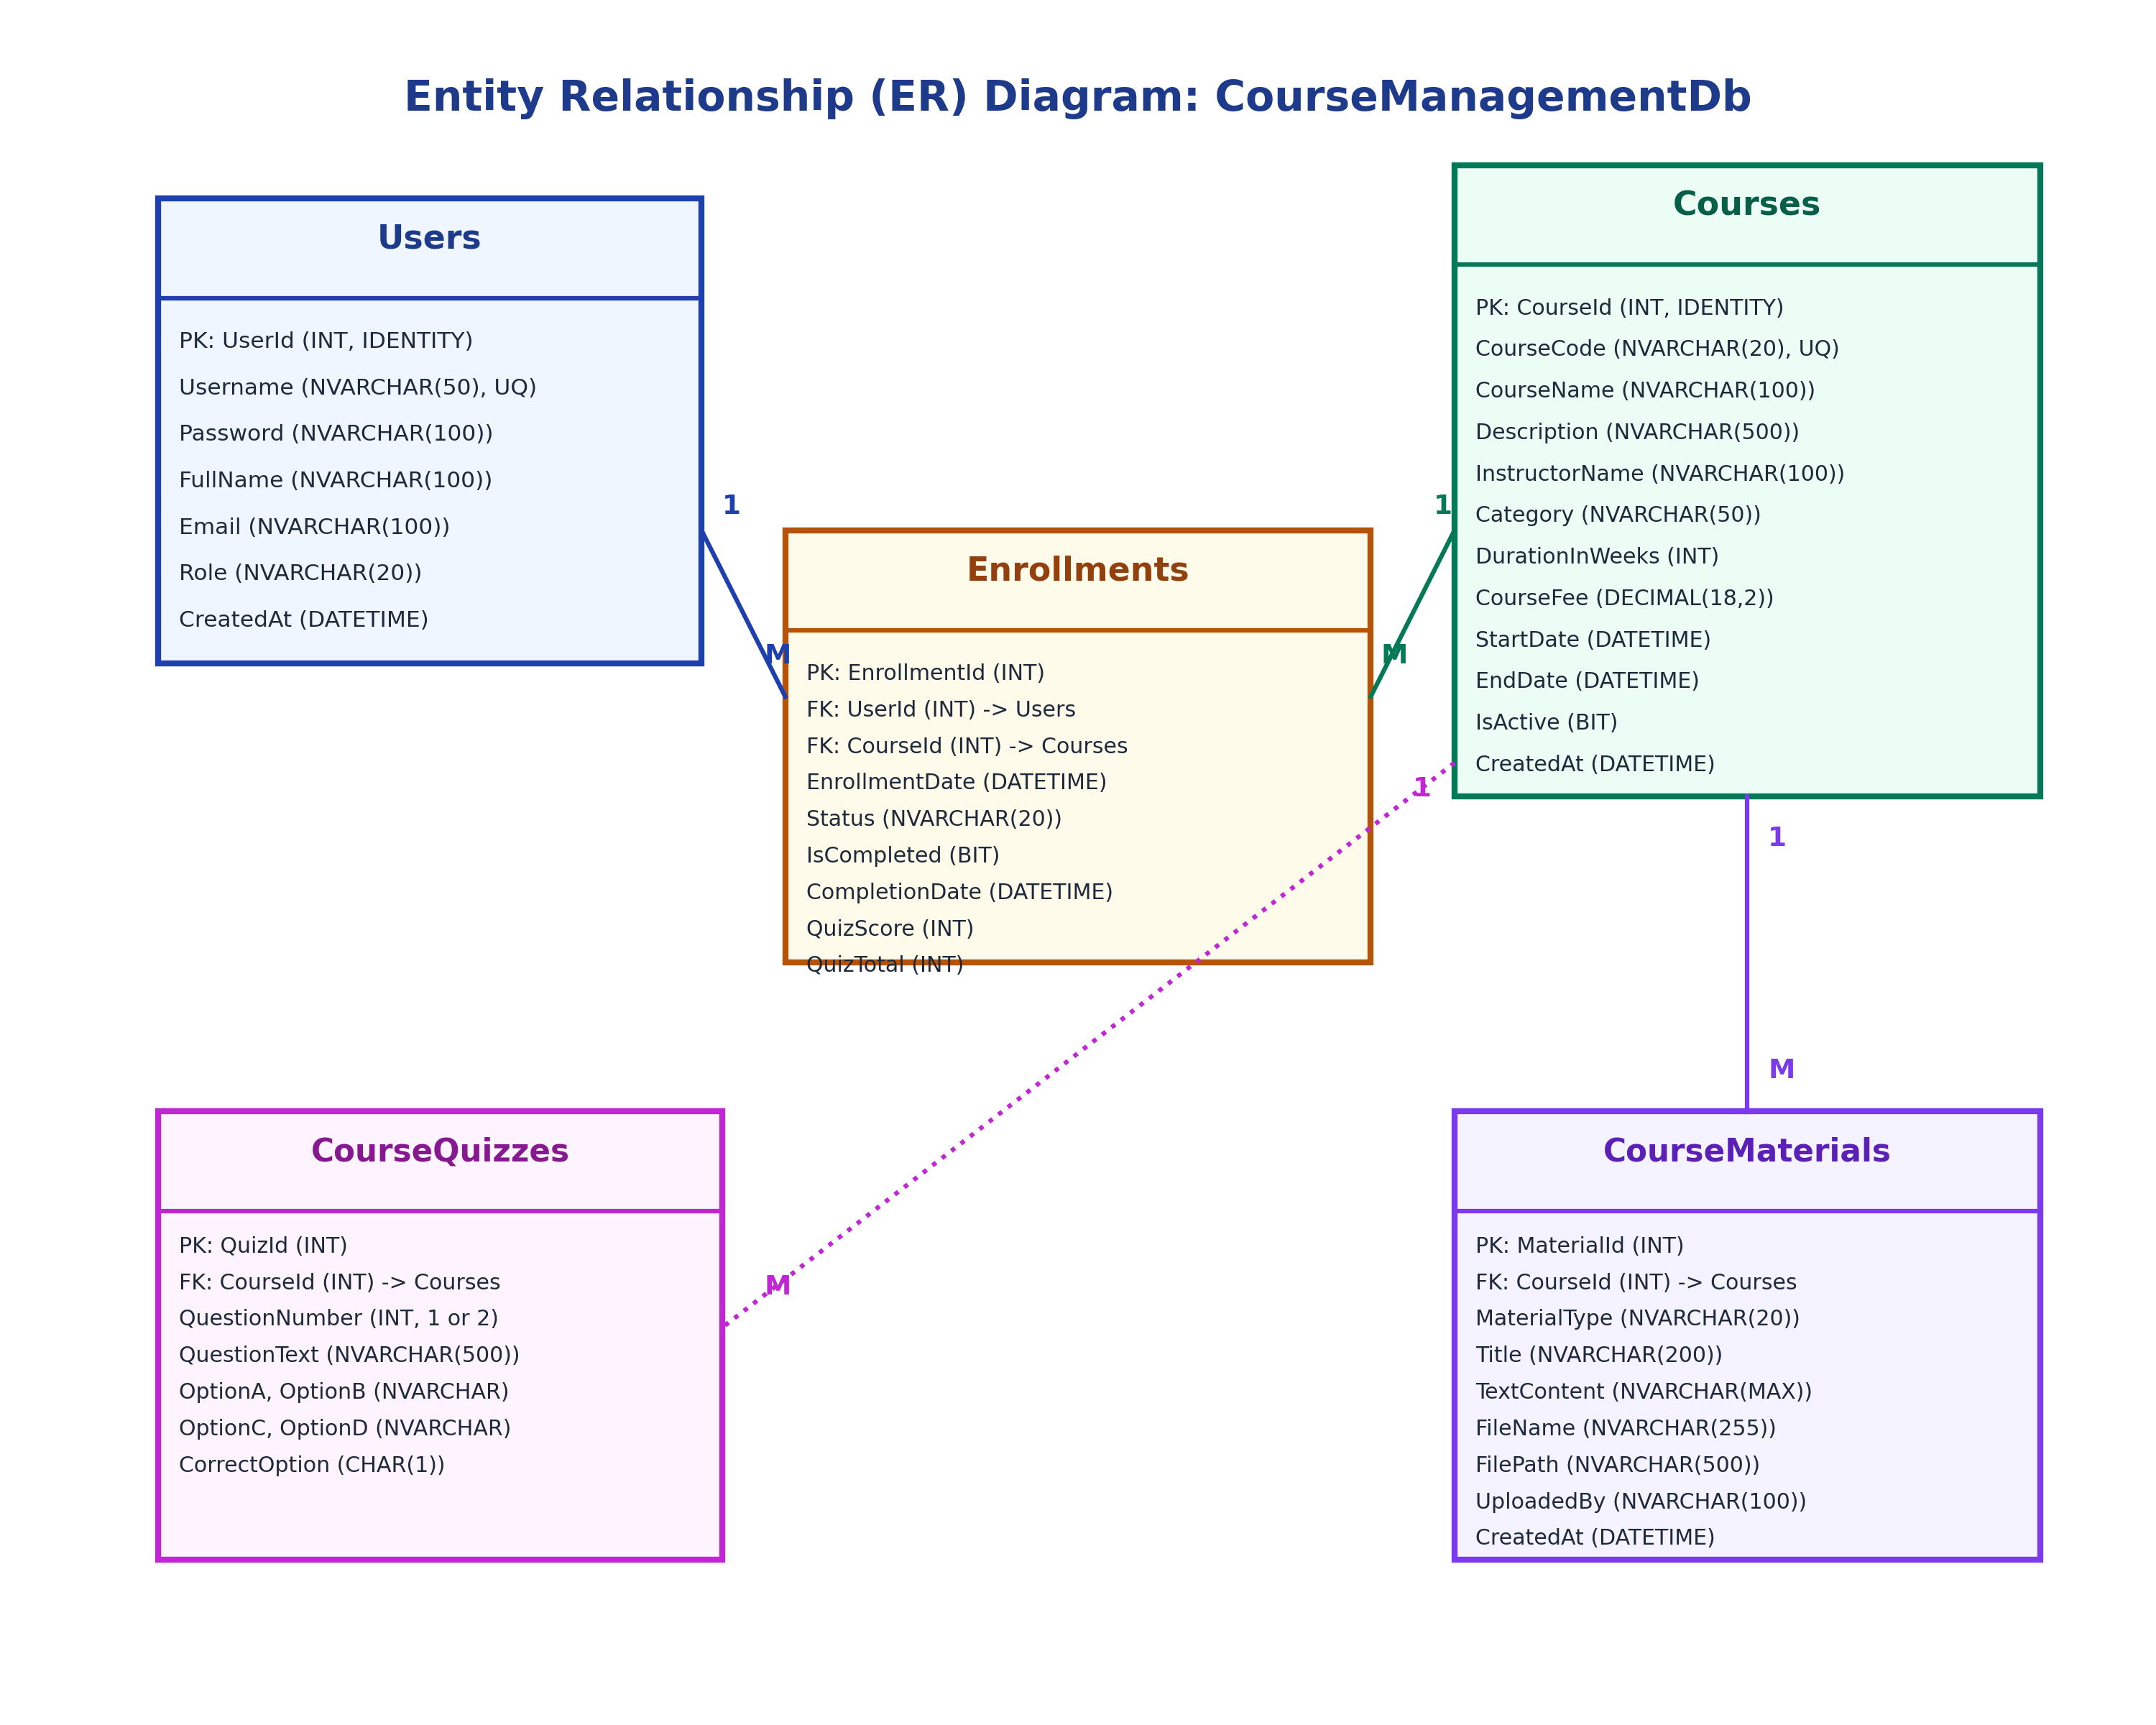 Entity Relationship (ER) Diagram: CourseManagementDb
Users
PK: UserId (INT, IDENTITY)
Username (NVARCHAR(50), UQ)
Password (NVARCHAR(100))
FullName (NVARCHAR(100))
Email (NVARCHAR(100))
Role (NVARCHAR(20))
CreatedAt (DATETIME)
1
M
Courses
PK: CourseId (INT, IDENTITY)
CourseCode (NVARCHAR(20), UQ)
CourseName (NVARCHAR(100))
Description (NVARCHAR(500))
InstructorName (NVARCHAR(100))
Category (NVARCHAR(50))
DurationInWeeks (INT)
CourseFee (DECIMAL(18,2))
StartDate (DATETIME)
EndDate (DATETIME)
IsActive (BIT)
CreatedAt (DATETIME)
1
M
Enrollments
PK: EnrollmentId (INT)
FK: UserId (INT) -> Users
FK: CourseId (INT) -> Courses
EnrollmentDate (DATETIME)
Status (NVARCHAR(20))
IsCompleted (BIT)
CompletionDate (DATETIME)
QuizScore (INT)
QuizTotal (INT)
1
M
1
M
CourseQuizzes
PK: QuizId (INT)
FK: CourseId (INT) -> Courses
QuestionNumber (INT, 1 or 2)
QuestionText (NVARCHAR(500))
OptionA, OptionB (NVARCHAR)
OptionC, OptionD (NVARCHAR)
CorrectOption (CHAR(1))
CourseMaterials
PK: MaterialId (INT)
FK: CourseId (INT) -> Courses
MaterialType (NVARCHAR(20))
Title (NVARCHAR(200))
TextContent (NVARCHAR(MAX))
FileName (NVARCHAR(255))
FilePath (NVARCHAR(500))
UploadedBy (NVARCHAR(100))
CreatedAt (DATETIME)